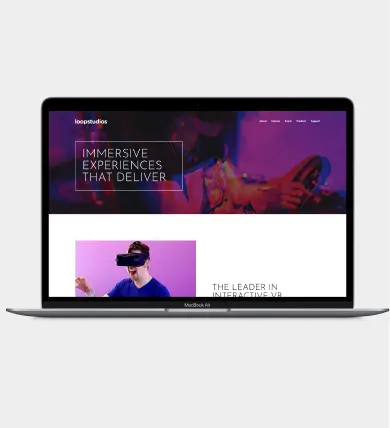 loopstudios
About Careers Events Products Support
IMMERSIVE
EXPERIENCES
THAT DELIVER
THE LEADER IN
INTERACTIVE VR
MacBook Air